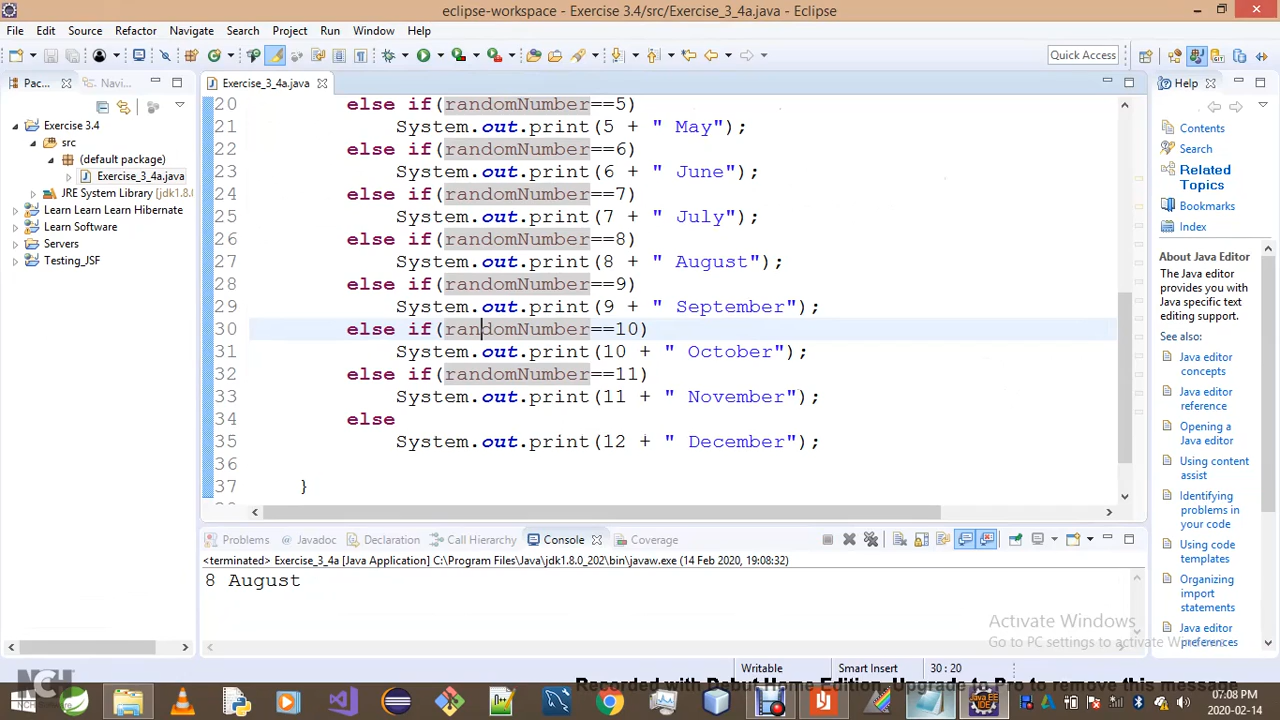 eclipse-workspace - Exercise 3.4/src/Exercise_3_4a.java - Eclipse
File Edit Source Refactor Navigate Search Project Run Window Help
Quick Access
Pac... Navi...
Exercise_3_4a.java
Help
Exercise 3.4
src
(default package)
Exercise_3_4a.java
JRE System Library [jdk1.8.0
Learn Learn Learn Hibernate
Learn Software
Servers
Testing_JSF
20 else if(randomNumber==5)
21 System.out.print(5 + " May");
22 else if(randomNumber==6)
23 System.out.print(6 + " June");
24 else if(randomNumber==7)
25 System.out.print(7 + " July");
26 else if(randomNumber==8)
27 System.out.print(8 + " August");
28 else if(randomNumber==9)
29 System.out.print(9 + " September");
30 else if(randomNumber==10)
31 System.out.print(10 + " October");
32 else if(randomNumber==11)
33 System.out.print(11 + " November");
34 else
35 System.out.print(12 + " December");
36
37 }
Contents
Search
Related
Topics
Bookmarks
Index
About Java Editor
The Java editor
provides you with
Java specific text
editing support.
See also:
Java editor
concepts
Java editor
reference
Opening a
Java editor
Using content
assist
Identifying
problems in
your code
Using code
templates
Organizing
import
statements
Java editor
preferences
Problem Javadoc Declaration Call Hierarchy Console Coverage
<terminated> Exercise_3_4a [Java Application] C:\Program Files\Java\jdk1.8.0_202\bin\javaw.exe (14 Feb 2020, 19:08:32)
8 August
Activate Windows
Go to PC settings to activate Windows.
Writable Smart Insert 30 : 20
NCH
Recorded with Debut Home Edition. Upgrade to Pro to remove this message
07:08 PM
2020-02-14